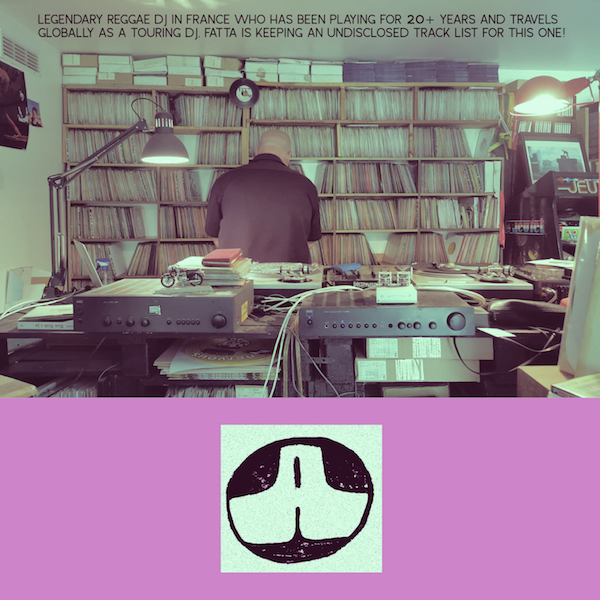 LEGENDARY REGGAE DJ IN FRANCE WHO HAS BEEN PLAYING FOR 20+ YEARS AND TRAVELS
GLOBALLY AS A TOURING DJ. FATTA IS KEEPING AN UNDISCLOSED TRACK LIST FOR THIS ONE!
JEU